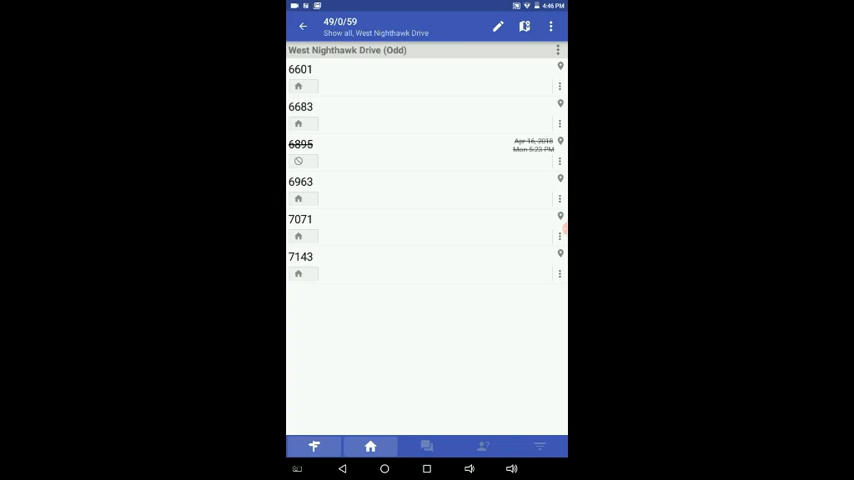 4:46 PM
49/0/59
Show all, West Nighthawk Drive
West Nighthawk Drive (Odd)
6601
6683
6895
Apr 16, 2018
Mon 5:23 PM
6963
7071
7143